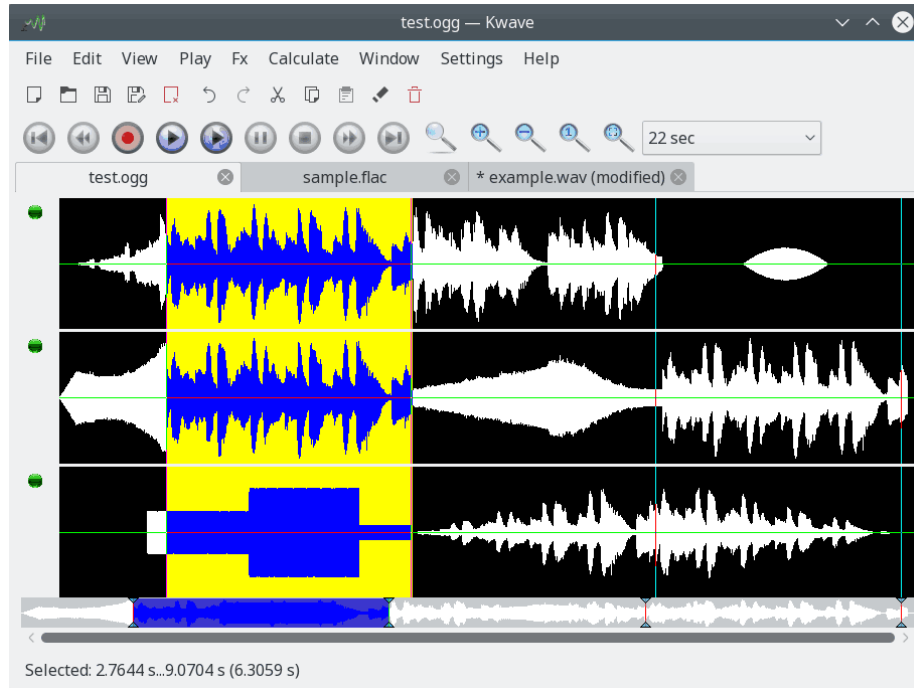 test.ogg — Kwave
File Edit View Play Fx Calculate Window Settings Help
1 22 sec
test.ogg sample.flac * example.wav (modified)
Selected: 2.7644 s...9.0704 s (6.3059 s)